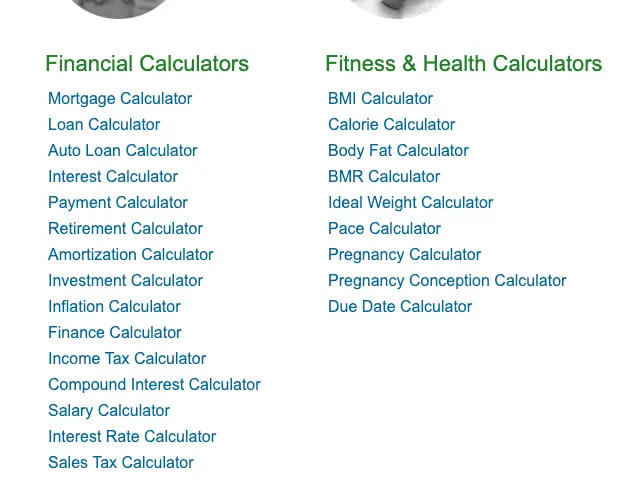 Financial Calculators
Mortgage Calculator
Loan Calculator
Auto Loan Calculator
Interest Calculator
Payment Calculator
Retirement Calculator
Amortization Calculator
Investment Calculator
Inflation Calculator
Finance Calculator
Income Tax Calculator
Compound Interest Calculator
Salary Calculator
Interest Rate Calculator
Sales Tax Calculator
Fitness & Health Calculators
BMI Calculator
Calorie Calculator
Body Fat Calculator
BMR Calculator
Ideal Weight Calculator
Pace Calculator
Pregnancy Calculator
Pregnancy Conception Calculator
Due Date Calculator